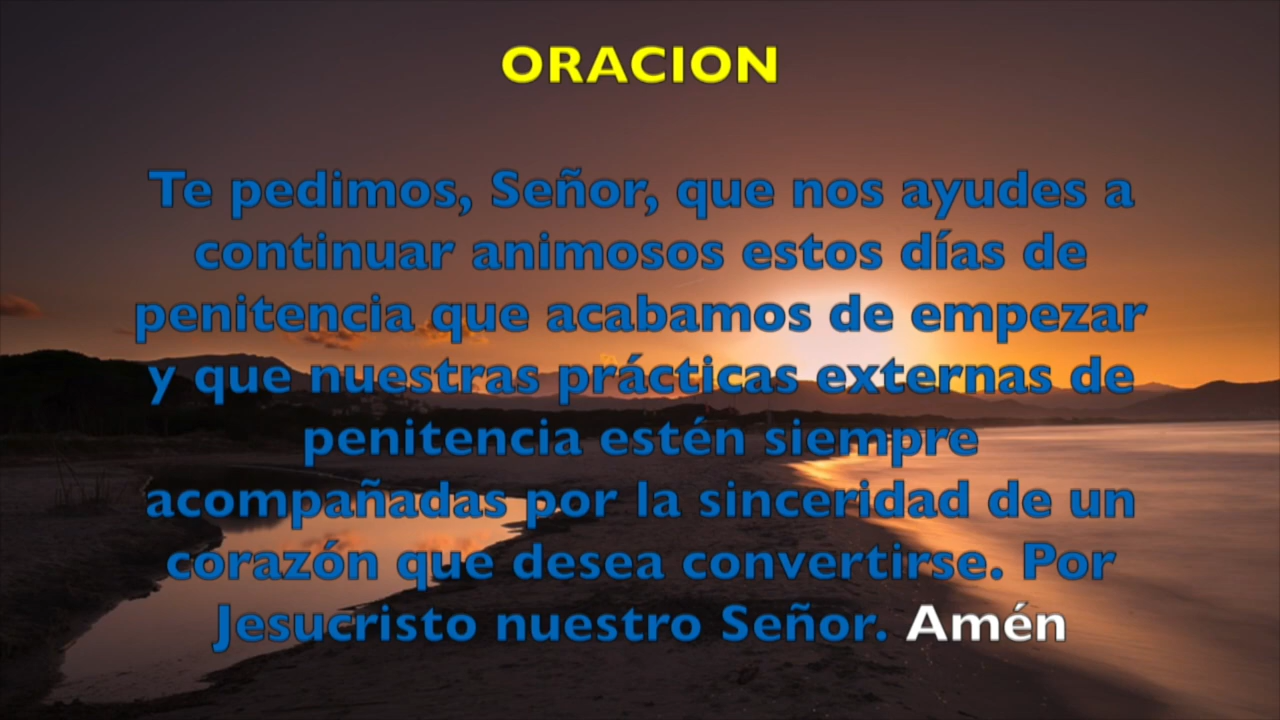 ORACION
Te pedimos, Señor, que nos ayudes a
continuar animosos estos días de
penitencia que acabamos de empezar
y que nuestras prácticas externas de
penitencia estén siempre
acompañadas por la sinceridad de un
corazón que desea convertirse. Por
Jesucristo nuestro Señor. Amén